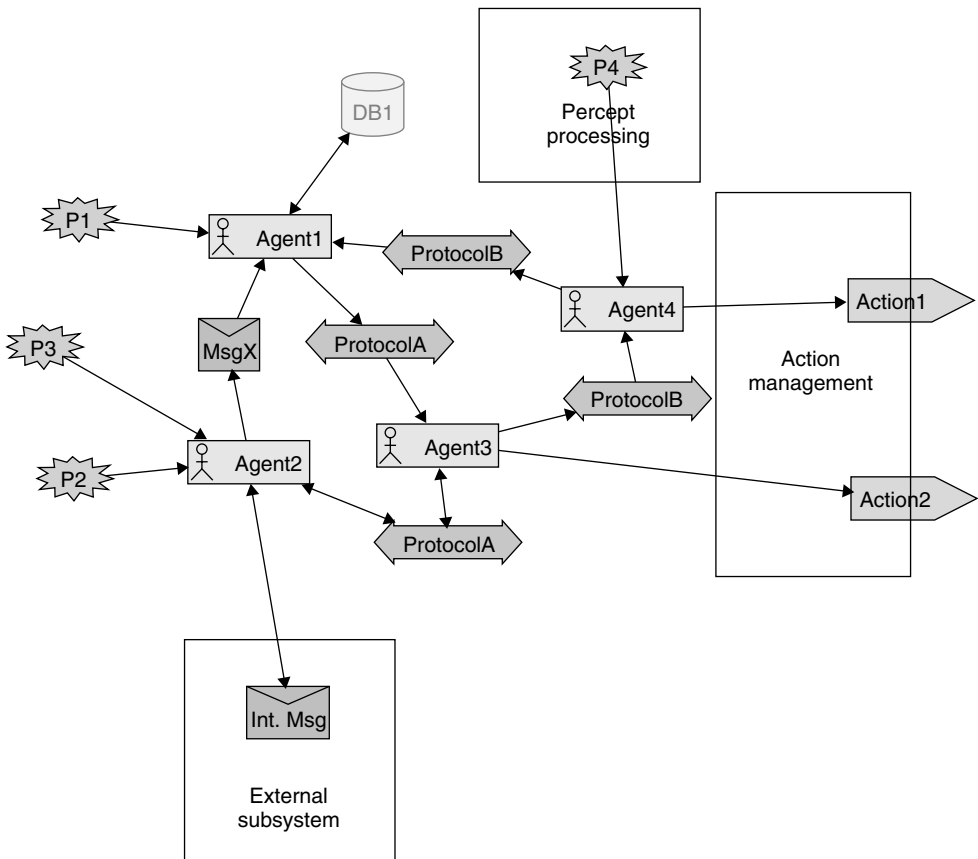 P4
Percept
processing
DB1
P1
Agent1
ProtocolB
Agent4
Action1
P3
MsgX
ProtocolA
Action
management
ProtocolB
Agent2
Agent3
P2
Action2
ProtocolA
Int. Msg
External
subsystem